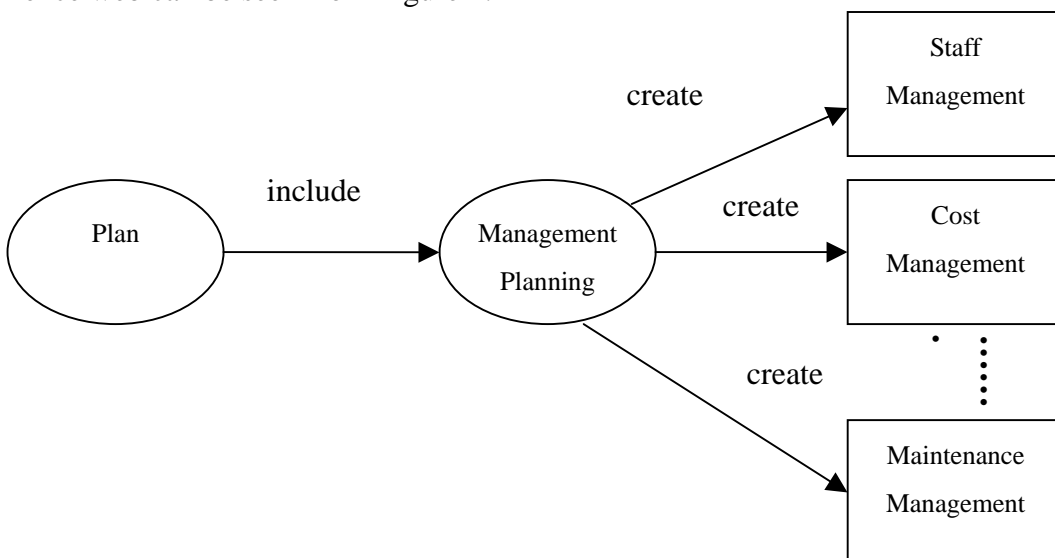 Staff
Management
create
include
create
Plan
Management
Planning
Cost
Management
create
Maintenance
Management